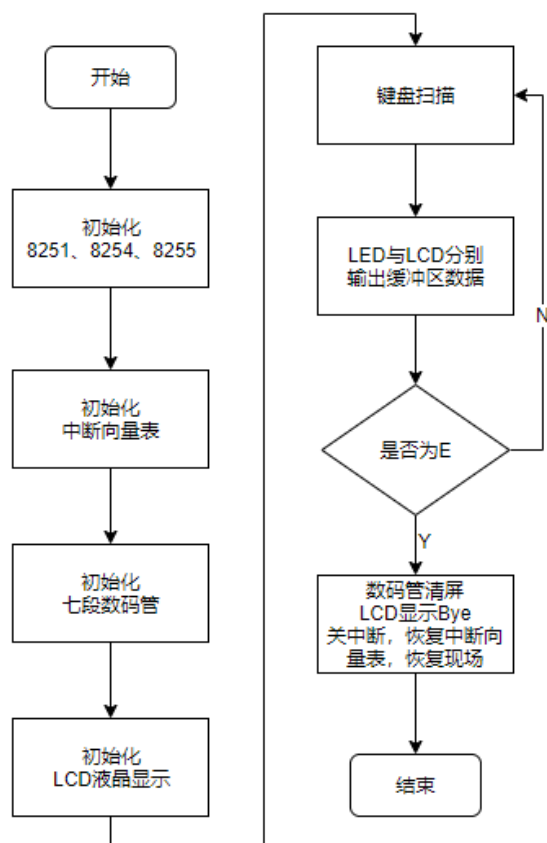 开始
初始化
8251、8254、8255
初始化
中断向量表
初始化
七段数码管
初始化
LCD液晶显示
键盘扫描
LED与LCD分别
输出缓冲区数据
是否为E
N
Y
数码管清屏
LCD显示Bye
关中断，恢复中断向
量表，恢复现场
结束